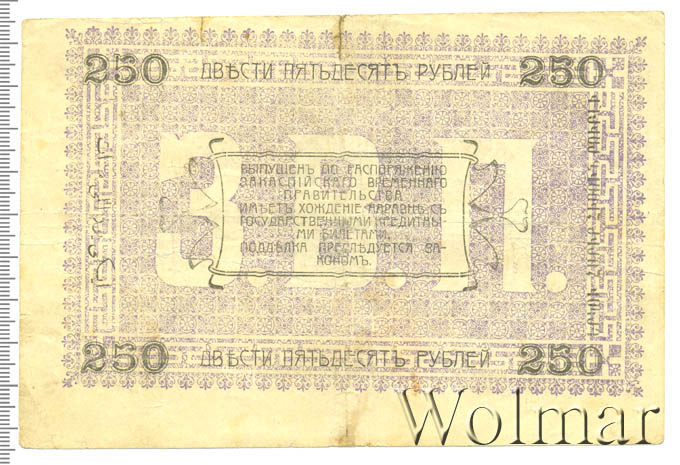 250 ДВѢСТИ ПЯТЬДЕСЯТЪ РУБЛЕЙ 250
З.В.П.
ВЫПУЩЕНЪ ПО РАСПОРЯЖЕНІЮ
ЗАКАСПІЙСКАГО ВРЕМЕННАГО
ПРАВИТЕЛЬСТВА
ИМѢЕТЪ ХОЖДЕНІЕ НАРАВНѢ СЪ
ГОСУДАРСТВЕННЫМИ КРЕДИТНЫ-
МИ БИЛЕТАМИ.
ПОДДѢЛКА ПРЕСЛѢДУЕТСЯ ЗА-
КОНОМЪ.
250 ДВѢСТИ ПЯТЬДЕСЯТЪ РУБЛЕЙ 250
Wolmar